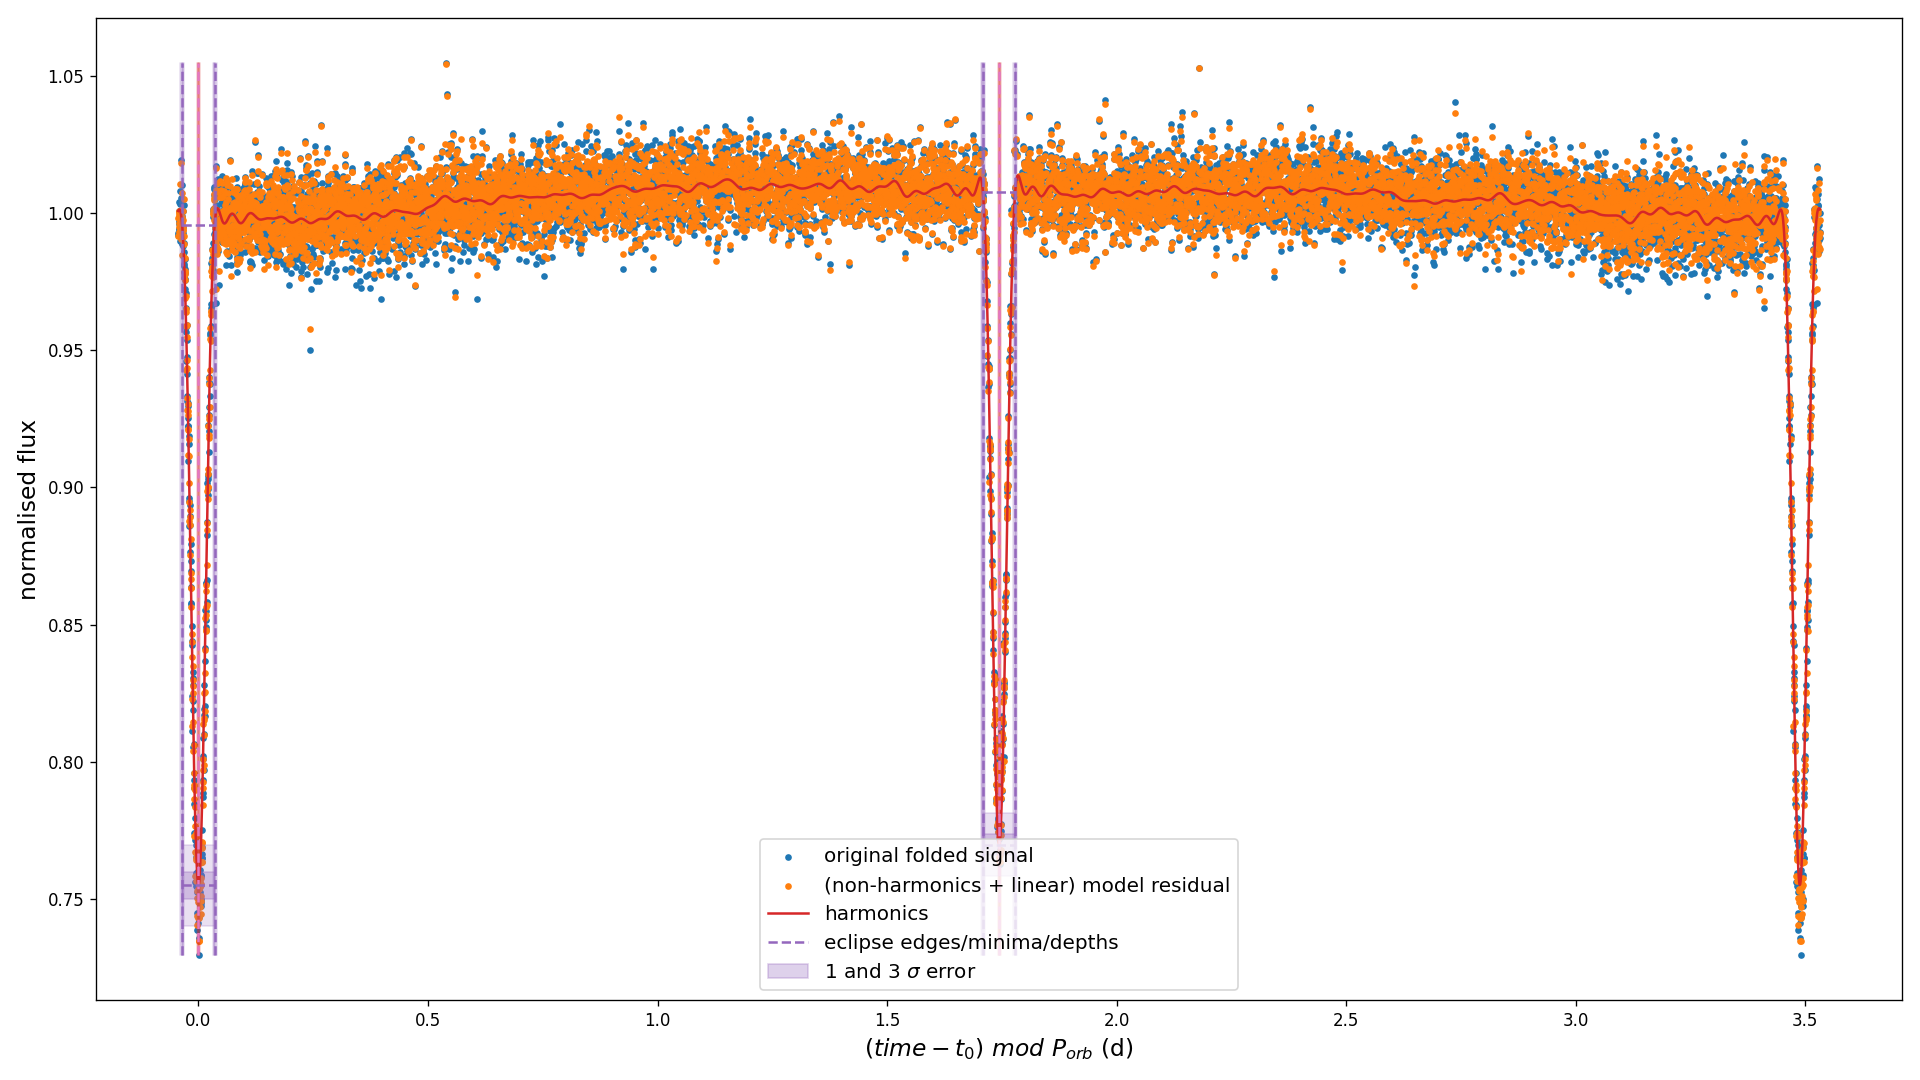 normalised flux
1.05
1.00
0.95
0.90
0.85
0.80
0.75
original folded signal
(non-harmonics + linear) model residual
harmonics
eclipse edges/minima/depths
1 and 3 σ error
0.0 0.5 1.0 1.5 2.0 2.5 3.0 3.5
(time − t₀) mod P_orb (d)